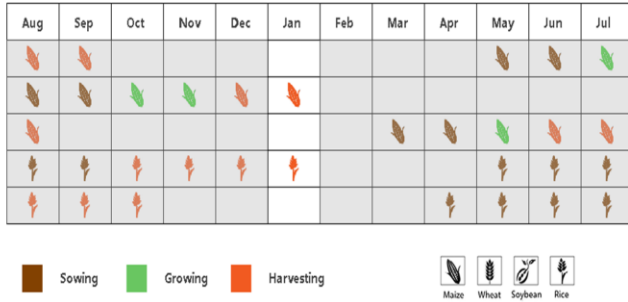 Aug Sep Oct Nov Dec Jan Feb Mar Apr May Jun Jul
Sowing Growing Harvesting
Maize Wheat Soybean Rice